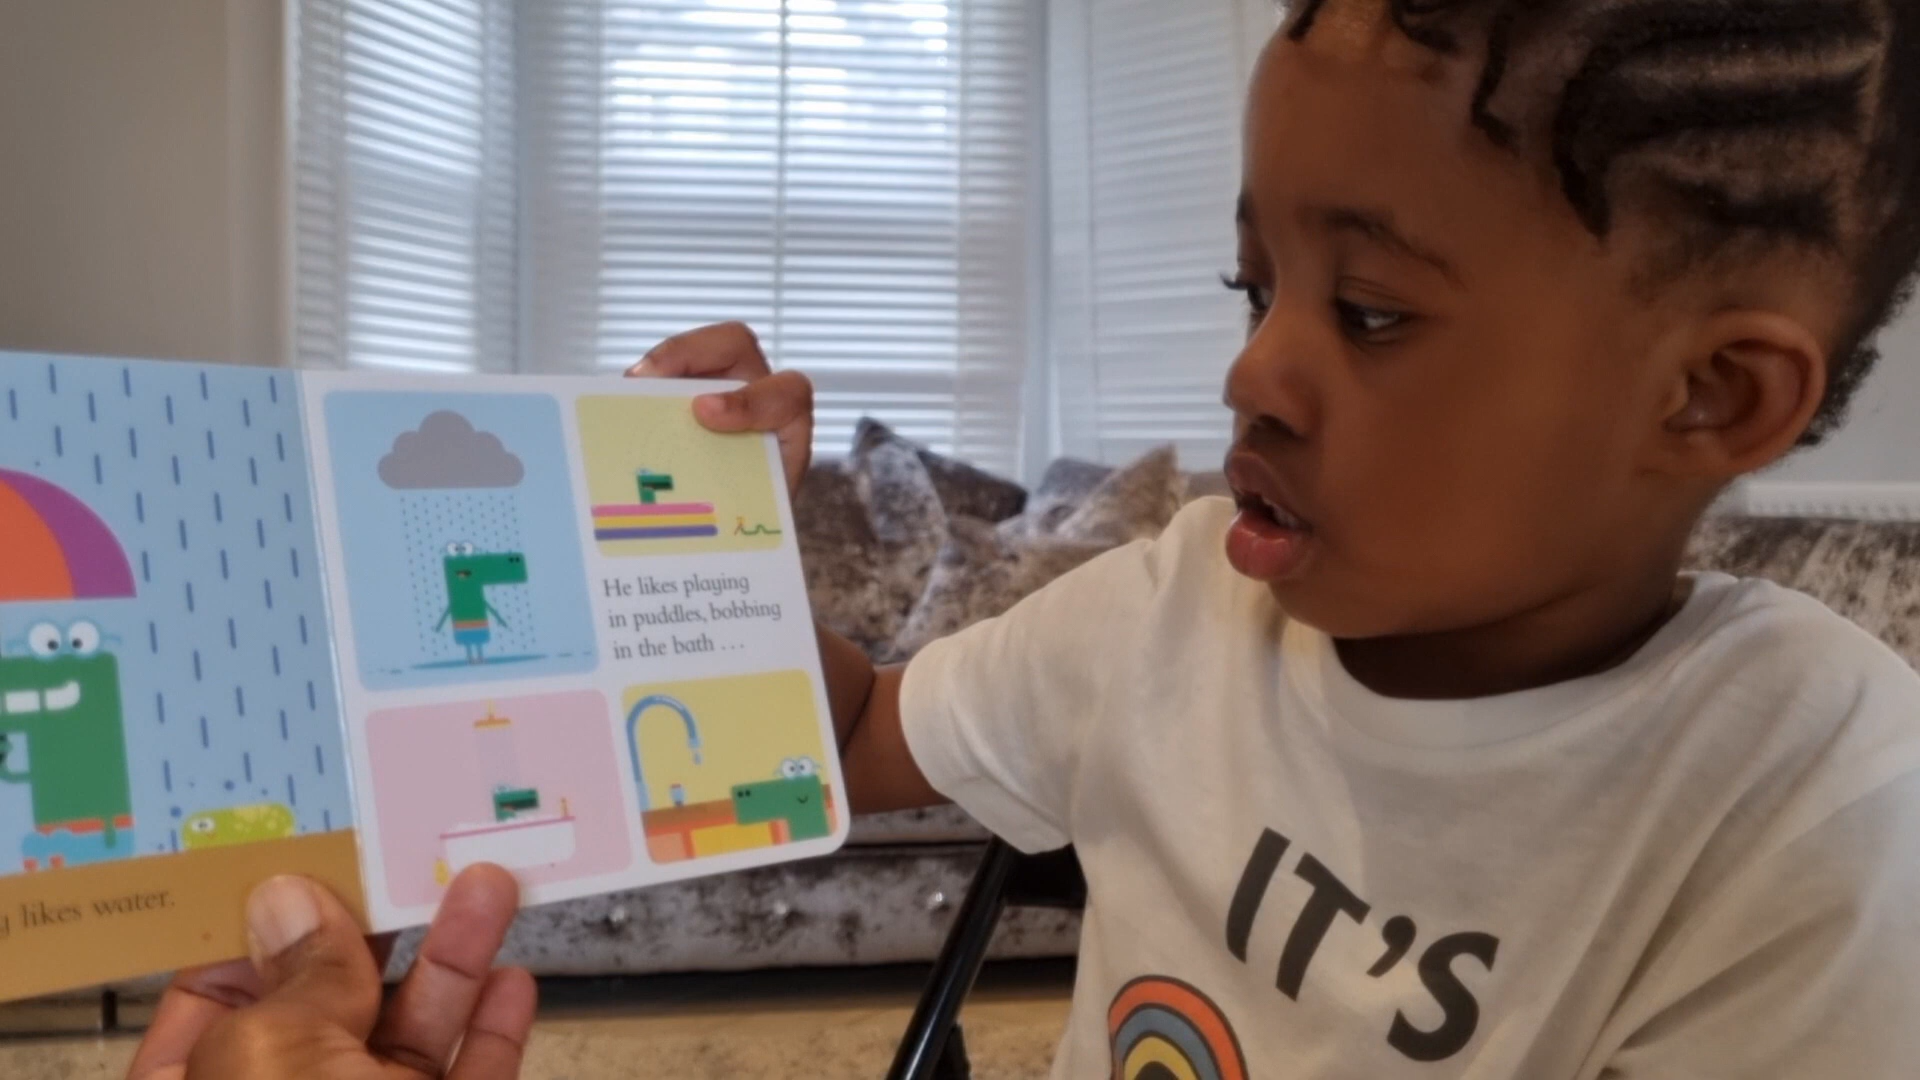 likes water.
He likes playing
in puddles, bobbing
in the bath ...
IT'S